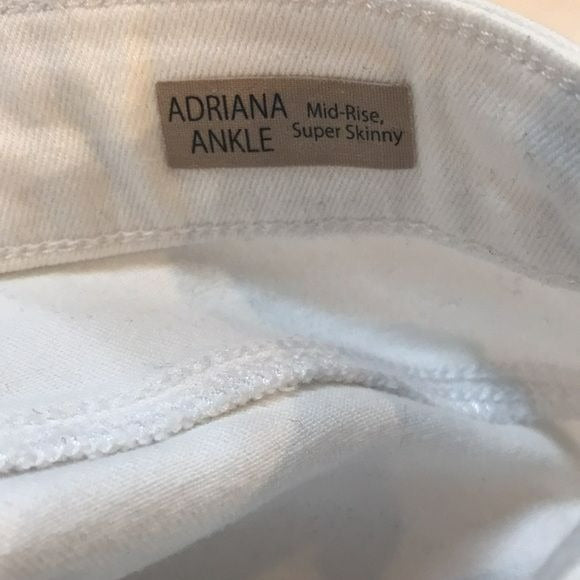 ADRIANA
ANKLE
Mid-Rise,
Super Skinny